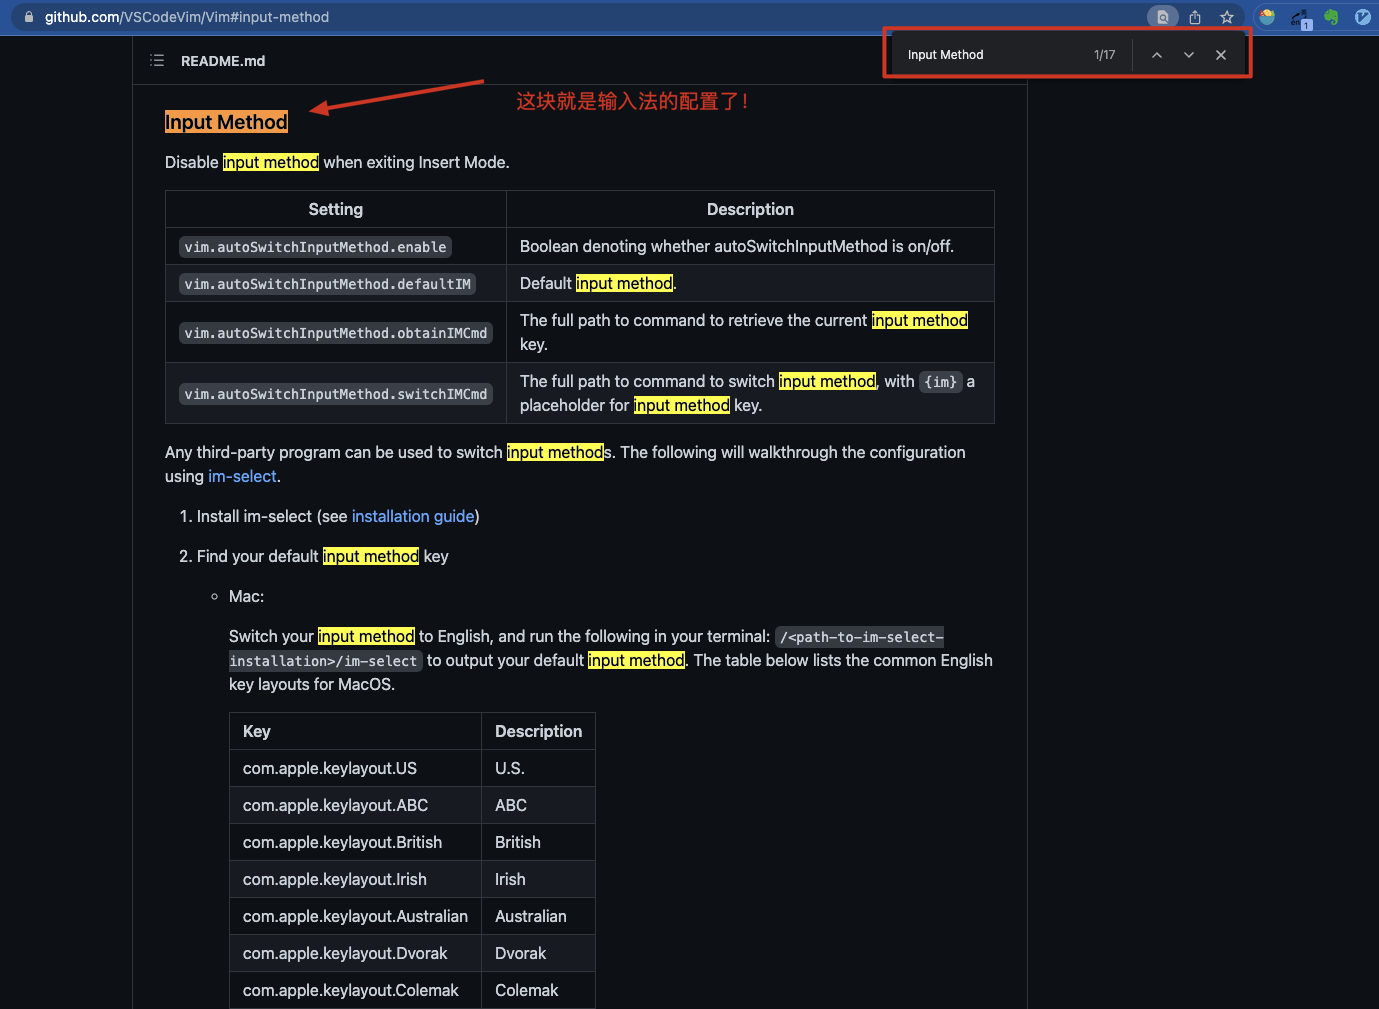 github.com/VSCodeVim/Vim#input-method
Input Method 1/17
README.md
这块就是输入法的配置了！
Input Method
Disable input method when exiting Insert Mode.
Setting Description
vim.autoSwitchInputMethod.enable Boolean denoting whether autoSwitchInputMethod is on/off.
vim.autoSwitchInputMethod.defaultIM Default input method.
vim.autoSwitchInputMethod.obtainIMCmd The full path to command to retrieve the current input method
key.
vim.autoSwitchInputMethod.switchIMCmd The full path to command to switch input method, with {im} a
placeholder for input method key.
Any third-party program can be used to switch input methods. The following will walkthrough the configuration
using im-select.
1. Install im-select (see installation guide)
2. Find your default input method key
Mac:
Switch your input method to English, and run the following in your terminal: /<path-to-im-select-
installation>/im-select to output your default input method. The table below lists the common English
key layouts for MacOS.
Key Description
com.apple.keylayout.US U.S.
com.apple.keylayout.ABC ABC
com.apple.keylayout.British British
com.apple.keylayout.Irish Irish
com.apple.keylayout.Australian Australian
com.apple.keylayout.Dvorak Dvorak
com.apple.keylayout.Colemak Colemak